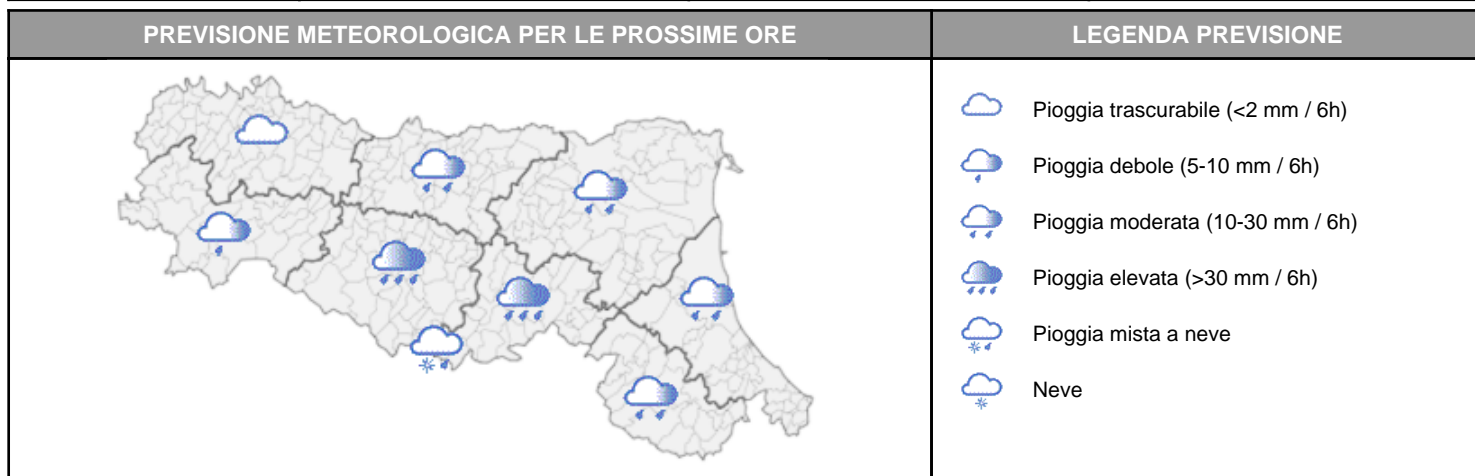 PREVISIONE METEOROLOGICA PER LE PROSSIME ORE
LEGENDA PREVISIONE
Pioggia trascurabile (<2 mm / 6h)
Pioggia debole (5-10 mm / 6h)
Pioggia moderata (10-30 mm / 6h)
Pioggia elevata (>30 mm / 6h)
Pioggia mista a neve
Neve